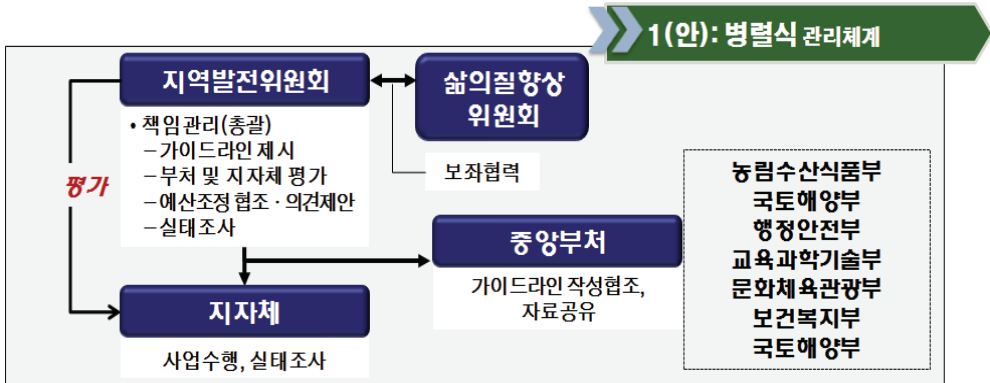 1(안): 병렬식 관리체계
지역발전위원회
• 책임관리(총괄)
－가이드라인 제시
－부처 및 지자체 평가
－예산조정 협조 · 의견제안
－실태조사
삶의질향상
위원회
보좌협력
평가
중앙부처
가이드라인 작성협조,
자료공유
지자체
사업수행, 실태조사
농림수산식품부
국토해양부
행정안전부
교육과학기술부
문화체육관광부
보건복지부
국토해양부